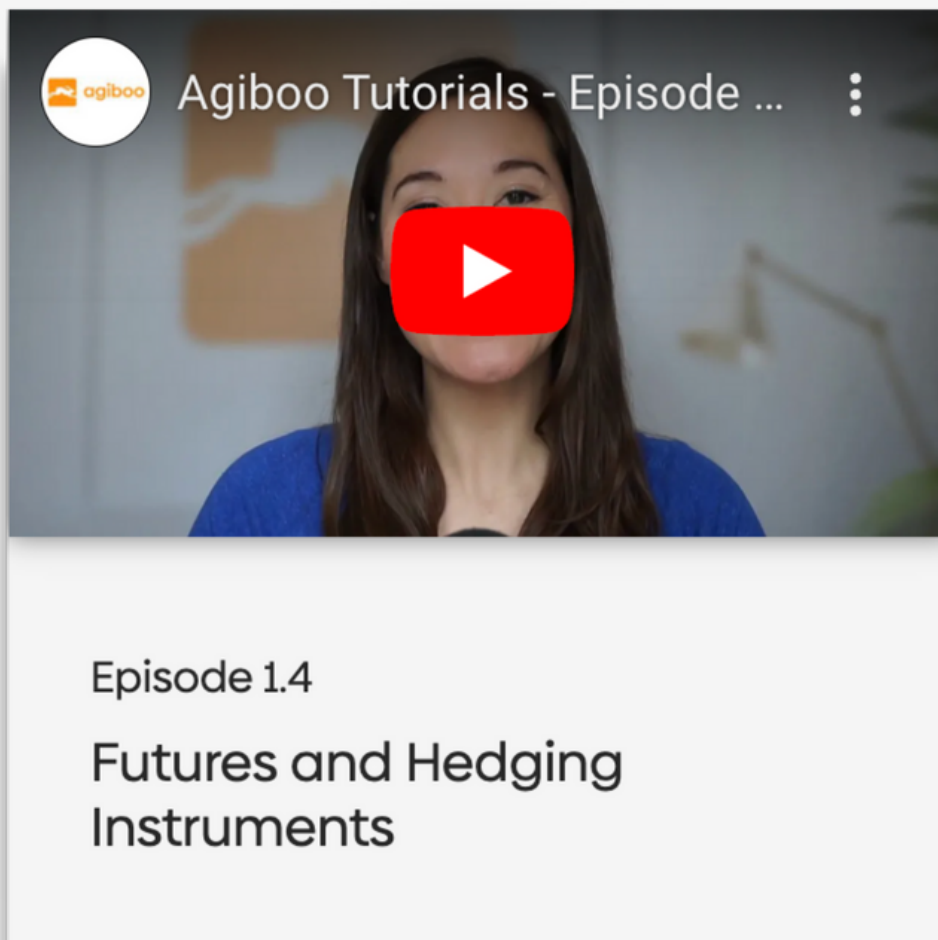 agiboo
Agiboo Tutorials - Episode ...
Episode 1.4
Futures and Hedging
Instruments